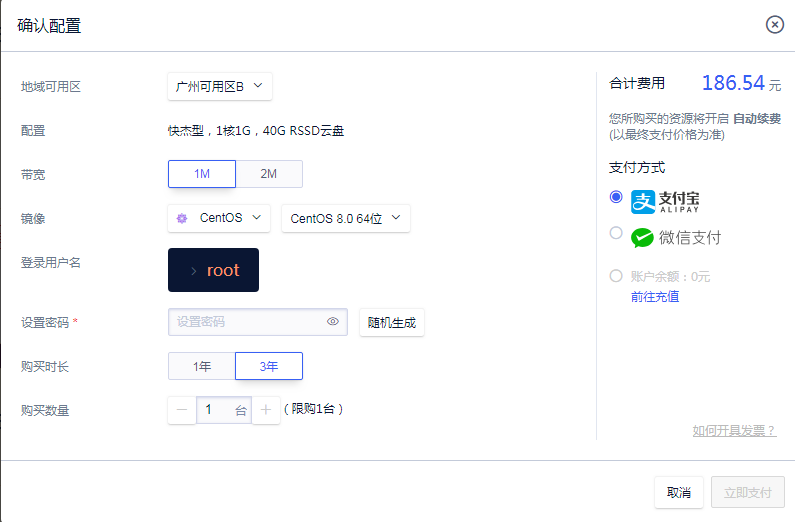 确认配置
地域可用区
广州可用区B
配置
快杰型，1核1G，40G RSSD云盘
带宽
1M
2M
镜像
CentOS
CentOS 8.0 64位
登录用户名
root
设置密码 *
设置密码
随机生成
购买时长
1年
3年
购买数量
1 台
（限购1台）
合计费用 186.54 元
您所购买的资源将开启 自动续费
(以最终支付价格为准)
支付方式
支付宝
ALIPAY
微信支付
账户余额：0元
前往充值
如何开具发票？
取消
立即支付